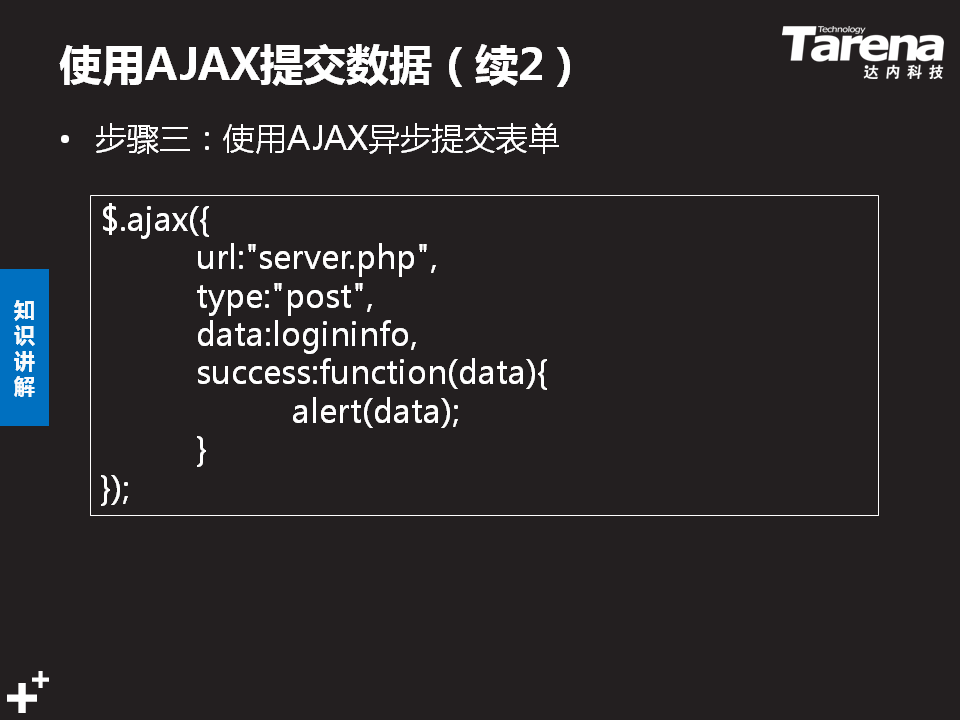 使用AJAX提交数据（续2）
Technology
Tarena
达内科技
• 步骤三：使用AJAX异步提交表单
$.ajax({
url:"server.php",
type:"post",
data:logininfo,
success:function(data){
alert(data);
}
});
知识讲解